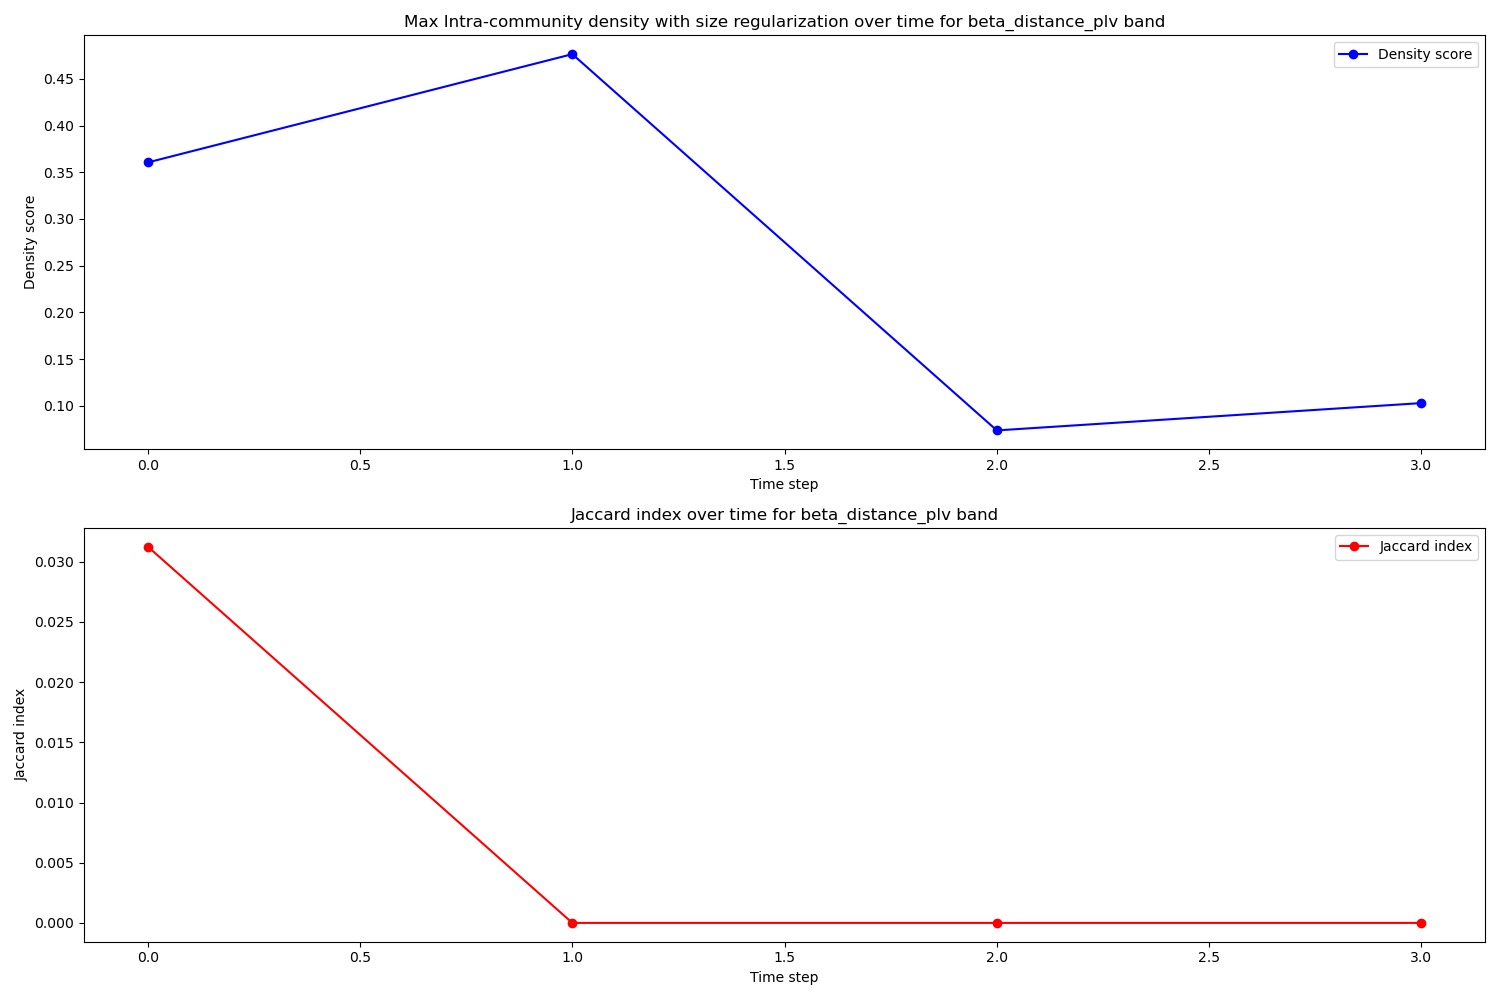 Max Intra-community density with size regularization over time for beta_distance_plv band
Density score
0.45
0.40
0.35
0.30
0.25
0.20
0.15
0.10
Density score
0.0 0.5 1.0 1.5 2.0 2.5 3.0
Time step
Jaccard index over time for beta_distance_plv band
Jaccard index
0.030
0.025
0.020
0.015
0.010
0.005
0.000
Jaccard index
0.0 0.5 1.0 1.5 2.0 2.5 3.0
Time step